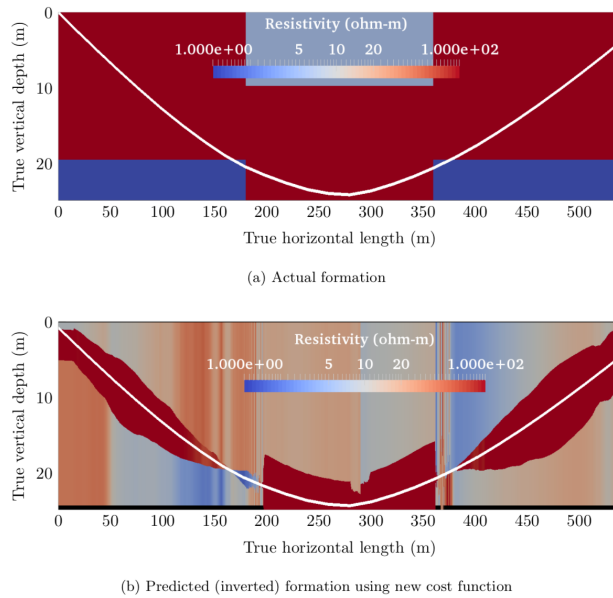 0
Resistivity (ohm-m)
1.000e+00 5 10 20 1.000e+02
10
20
True vertical depth (m)
0 50 100 150 200 250 300 350 400 450 500
True horizontal length (m)
(a) Actual formation
0
Resistivity (ohm-m)
1.000e+00 5 10 20 1.000e+02
10
20
True vertical depth (m)
0 50 100 150 200 250 300 350 400 450 500
True horizontal length (m)
(b) Predicted (inverted) formation using new cost function